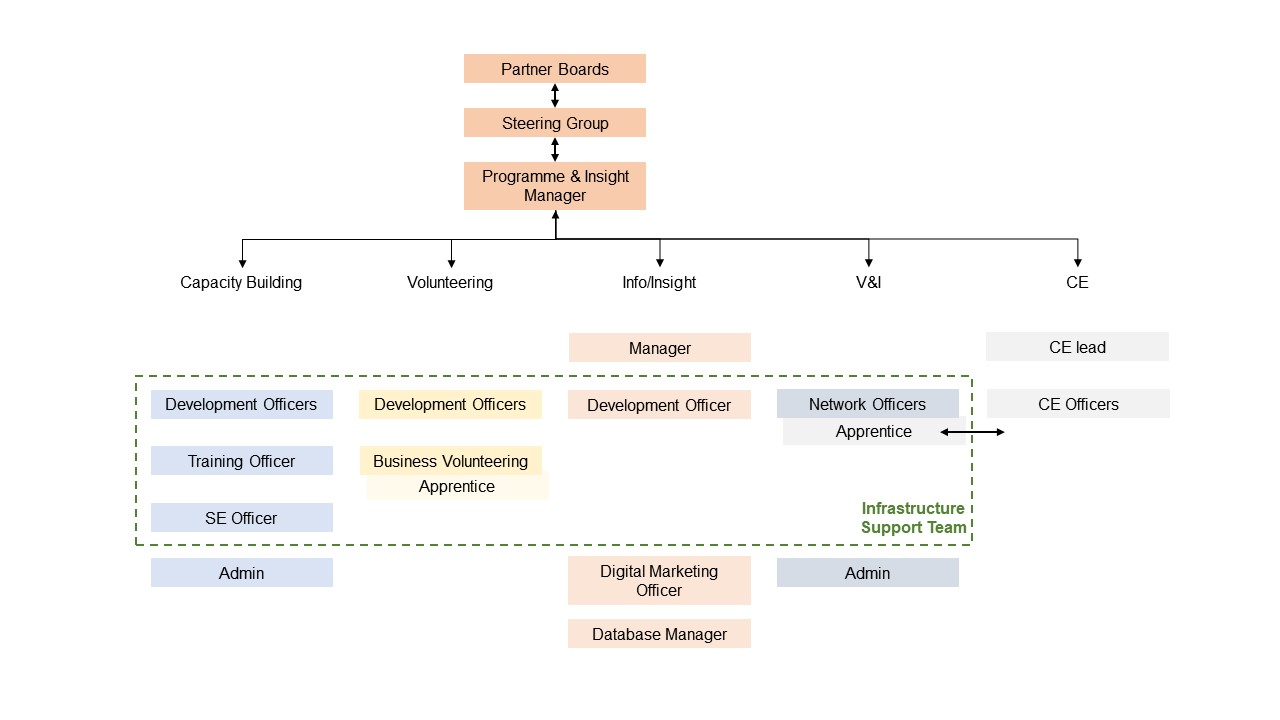 Partner Boards
Steering Group
Programme & Insight
Manager
Capacity Building
Volunteering
Info/Insight
V&I
CE
Manager
CE lead
Development Officers
Development Officers
Development Officer
Network Officers
CE Officers
Apprentice
Training Officer
Business Volunteering
Apprentice
SE Officer
Infrastructure
Support Team
Admin
Digital Marketing
Officer
Admin
Database Manager